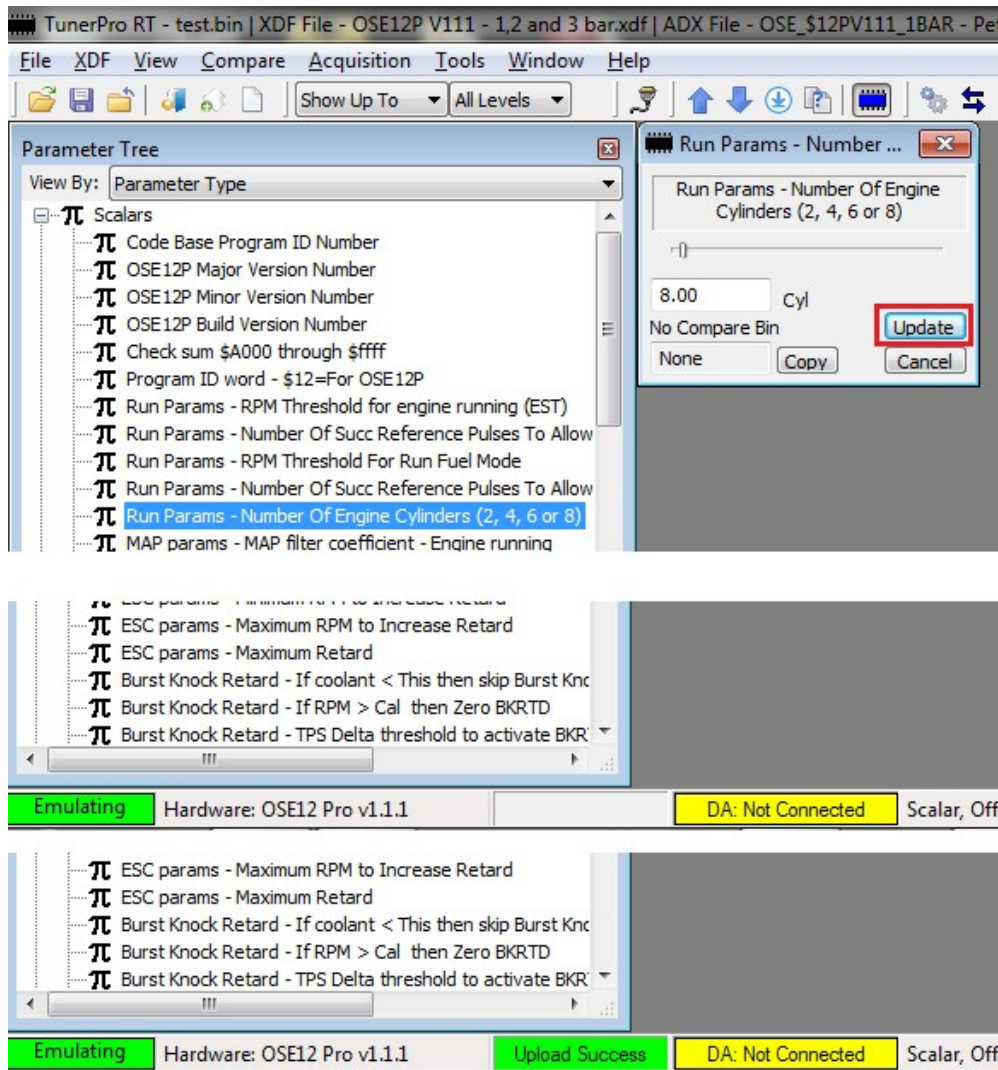 TunerPro RT - test.bin | XDF File - OSE12P V111 - 1,2 and 3 bar.xdf | ADX File - OSE_$12PV111_1BAR - Pe
File XDF View Compare Acquisition Tools Window Help
Show Up To All Levels
Parameter Tree
View By: Parameter Type
Scalars
Code Base Program ID Number
OSE12P Major Version Number
OSE12P Minor Version Number
OSE12P Build Version Number
Check sum $A000 through $ffff
Program ID word - $12=For OSE12P
Run Params - RPM Threshold for engine running (EST)
Run Params - Number Of Succ Reference Pulses To Allow
Run Params - RPM Threshold For Run Fuel Mode
Run Params - Number Of Succ Reference Pulses To Allow
Run Params - Number Of Engine Cylinders (2, 4, 6 or 8)
MAP params - MAP filter coefficient - Engine running
Run Params - Number ...
Run Params - Number Of Engine
Cylinders (2, 4, 6 or 8)
8.00 Cyl
No Compare Bin Update
None Copy Cancel
ESC params - Minimum RPM to Increase Retard
ESC params - Maximum RPM to Increase Retard
ESC params - Maximum Retard
Burst Knock Retard - If coolant < This then skip Burst Knc
Burst Knock Retard - If RPM > Cal then Zero BKRTD
Burst Knock Retard - TPS Delta threshold to activate BKR
Emulating Hardware: OSE12 Pro v1.1.1 DA: Not Connected Scalar, Off
ESC params - Maximum RPM to Increase Retard
ESC params - Maximum Retard
Burst Knock Retard - If coolant < This then skip Burst Knc
Burst Knock Retard - If RPM > Cal then Zero BKRTD
Burst Knock Retard - TPS Delta threshold to activate BKR
Emulating Hardware: OSE12 Pro v1.1.1 Upload Success DA: Not Connected Scalar, Off